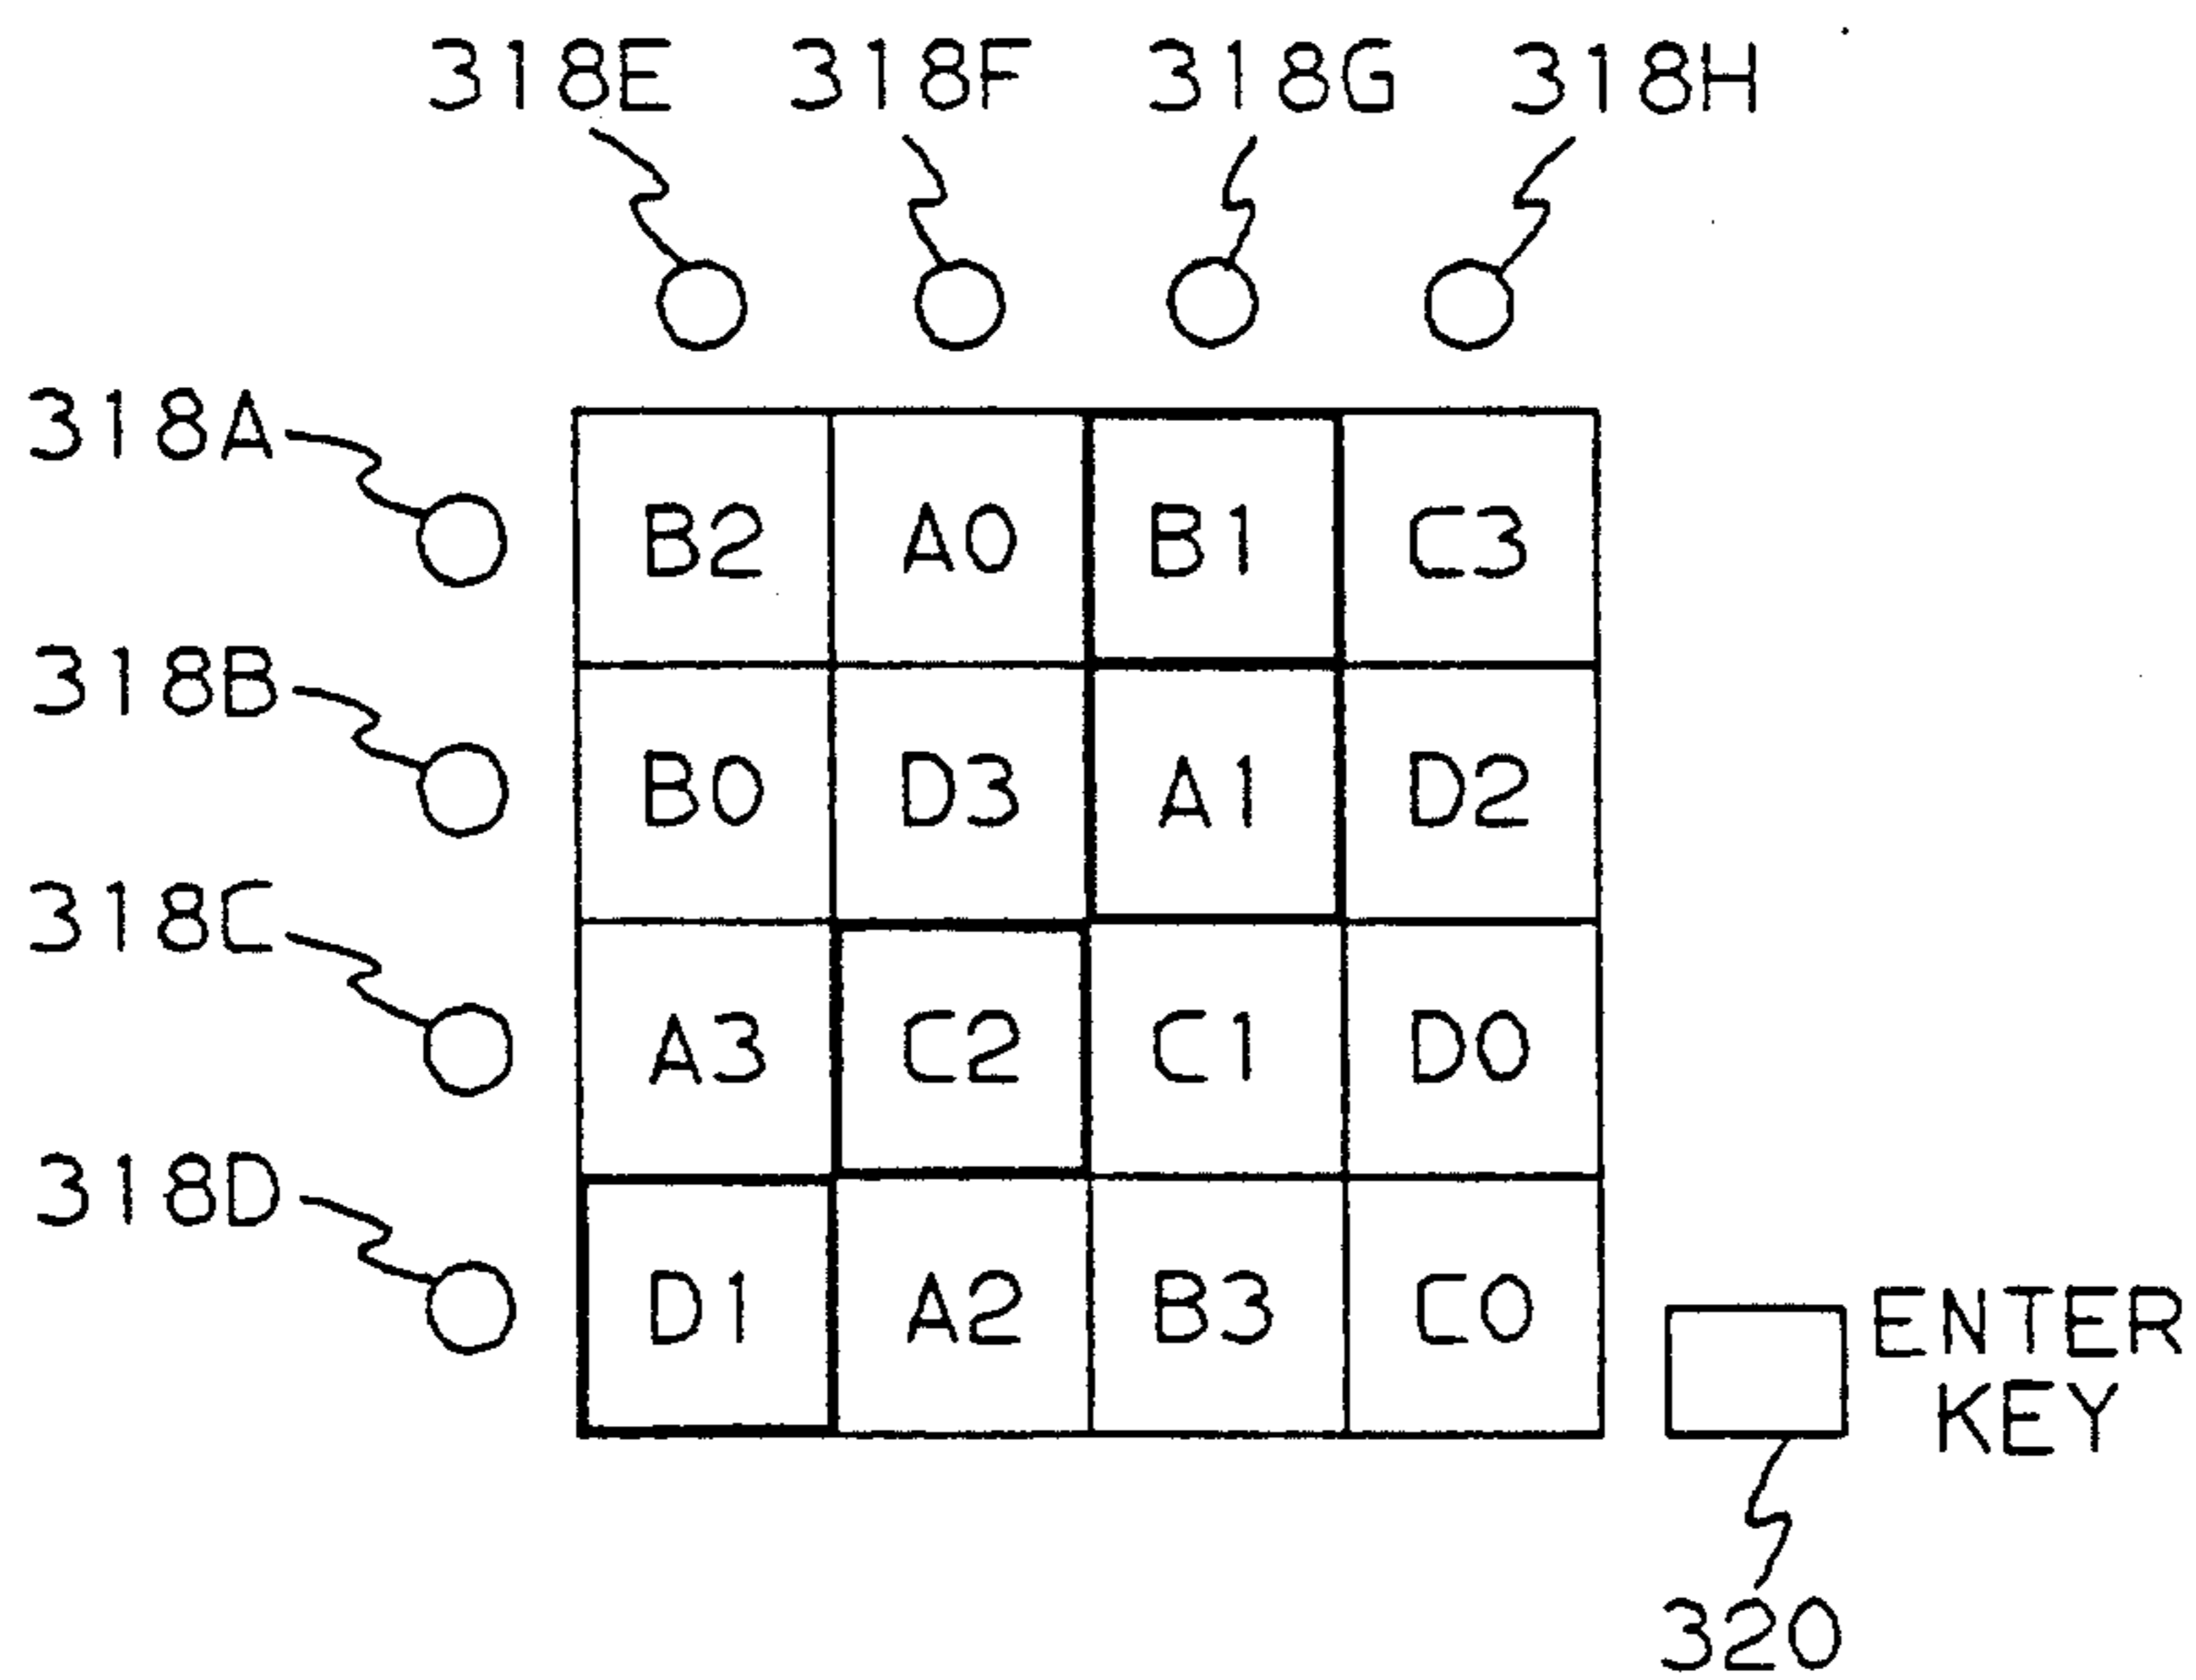 318E 318F 318G 318H
318A
B2 A0 B1 C3
318B
B0 D3 A1 D2
318C
A3 C2 C1 D0
318D
D1 A2 B3 C0
ENTER
KEY
320